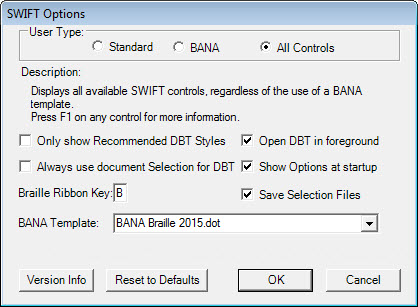 SWIFT Options
User Type:
Standard BANA All Controls
Description:
Displays all available SWIFT controls, regardless of the use of a BANA
template.
Press F1 on any control for more information.
Only show Recommended DBT Styles Open DBT in foreground
Always use document Selection for DBT Show Options at startup
Braille Ribbon Key: B Save Selection Files
BANA Template: BANA Braille 2015.dot
Version Info Reset to Defaults OK Cancel